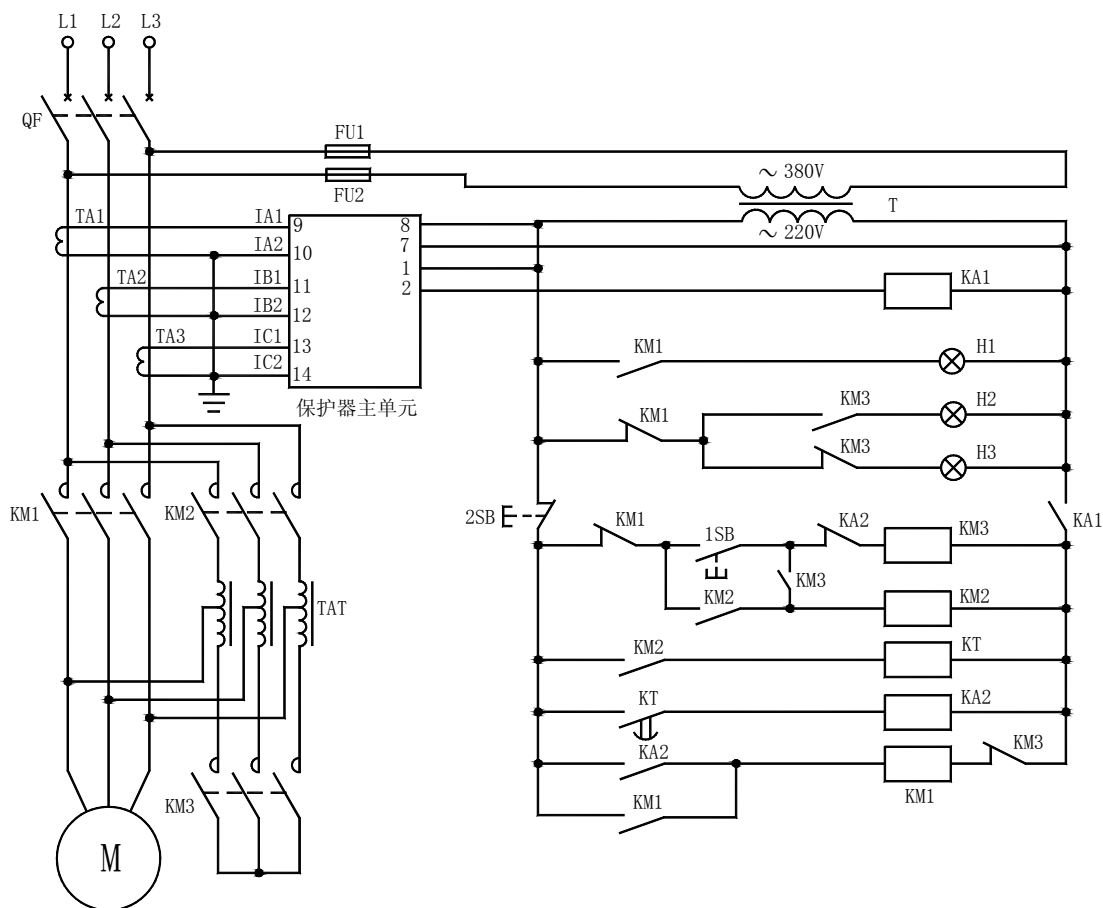 L1 L2 L3
QF
FU1
FU2
～380V
T
～220V
TA1 IA1 9 8
IA2 10 7
1
TA2 IB1 11 2 KA1
IB2 12
TA3 IC1 13
IC2 14
保护器主单元
KM1 H1
KM1 KM3 H2
KM3 H3
KM1 KM2
2SB KM1 1SB KA2 KM3 KA1
KM3
KM2 KM2
TAT
KM2 KT
KT KA2
KA2 KM3
KM1
KM3 KM1
M